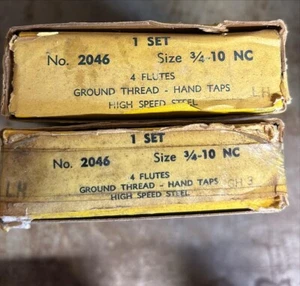 1 SET
No. 2046 Size 3/4-10 NC
4 FLUTES
GROUND THREAD - HAND TAPS
HIGH SPEED STEEL
LH
1 SET
No. 2046 Size 3/4-10 NC
4 FLUTES
LH GROUND THREAD - HAND TAPS GH 3
HIGH SPEED STEEL